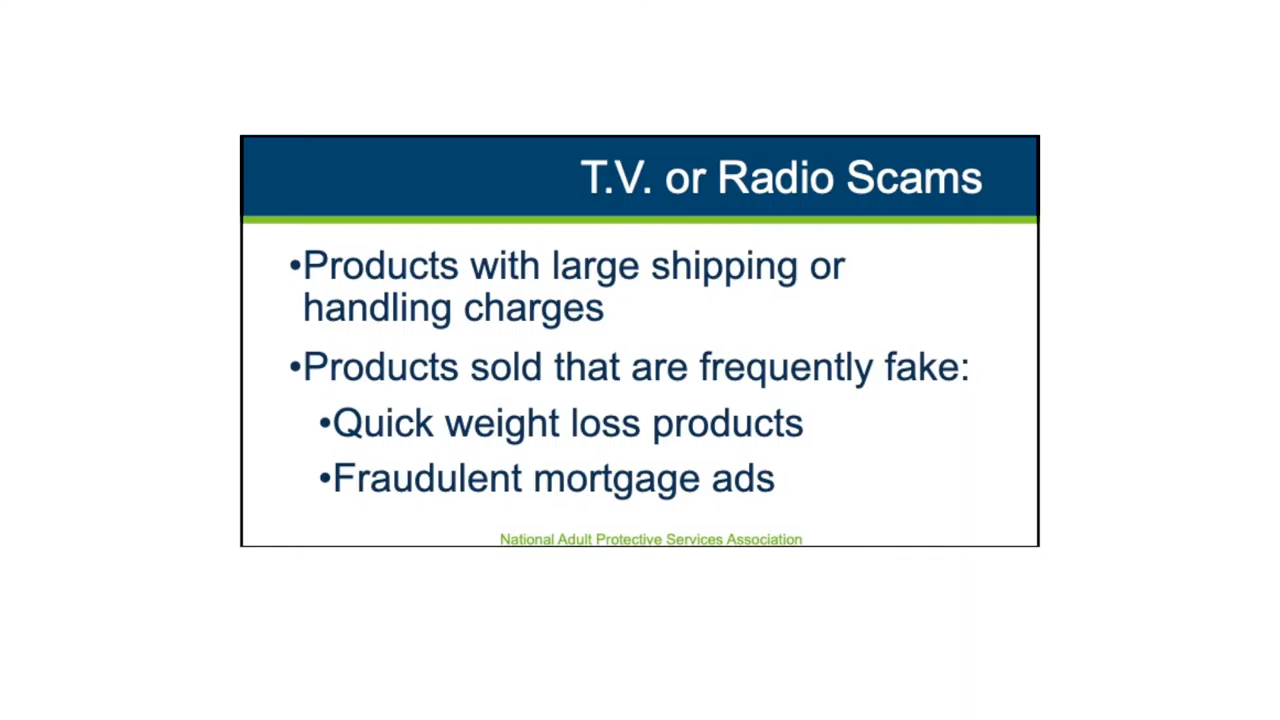 T.V. or Radio Scams
•Products with large shipping or
handling charges
•Products sold that are frequently fake:
•Quick weight loss products
•Fraudulent mortgage ads
National Adult Protective Services Association